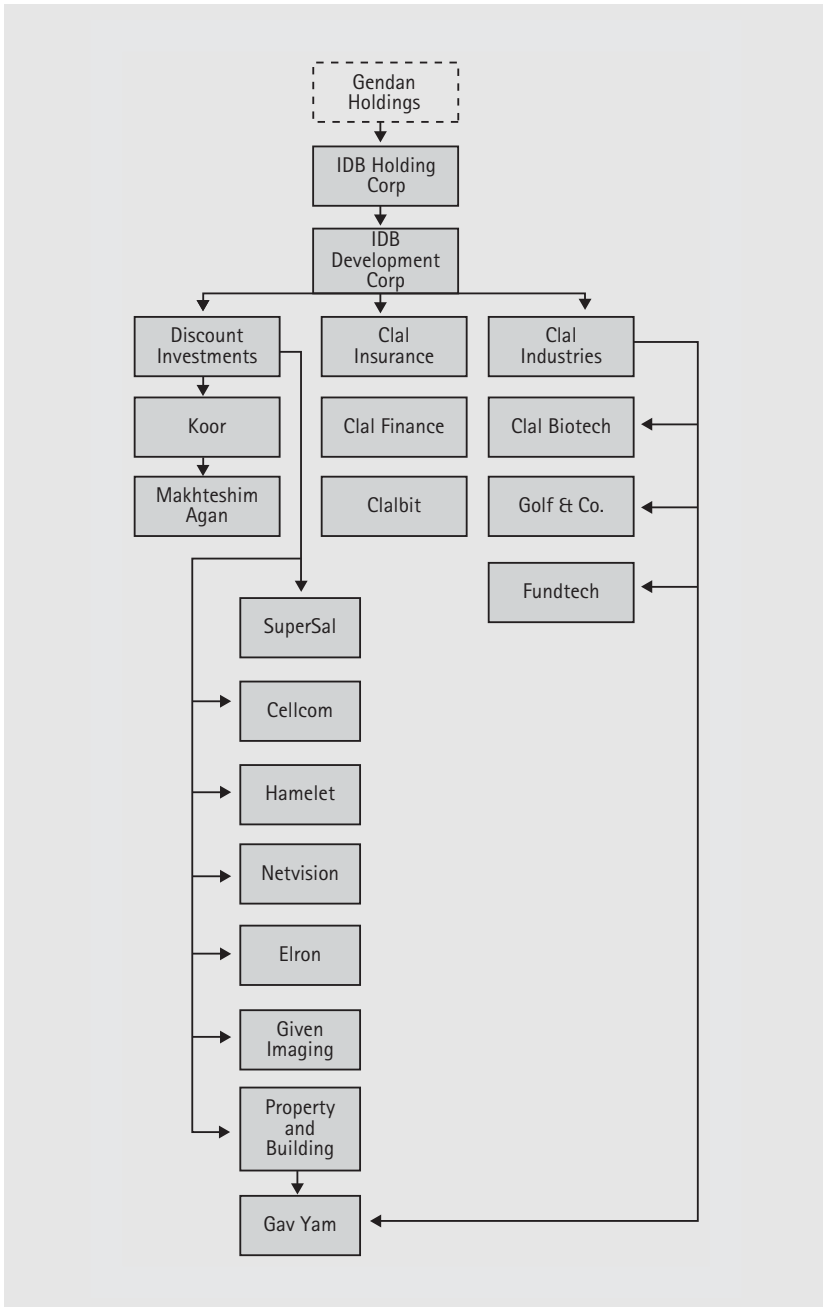 Gendan
Holdings
IDB Holding
Corp
IDB
Development
Corp
Discount
Investments
Clal
Insurance
Clal
Industries
Koor
Clal Finance
Clal Biotech
Makhteshim
Agan
Clalbit
Golf & Co.
Fundtech
SuperSal
Cellcom
Hamelet
Netvision
Elron
Given
Imaging
Property
and
Building
Gav Yam